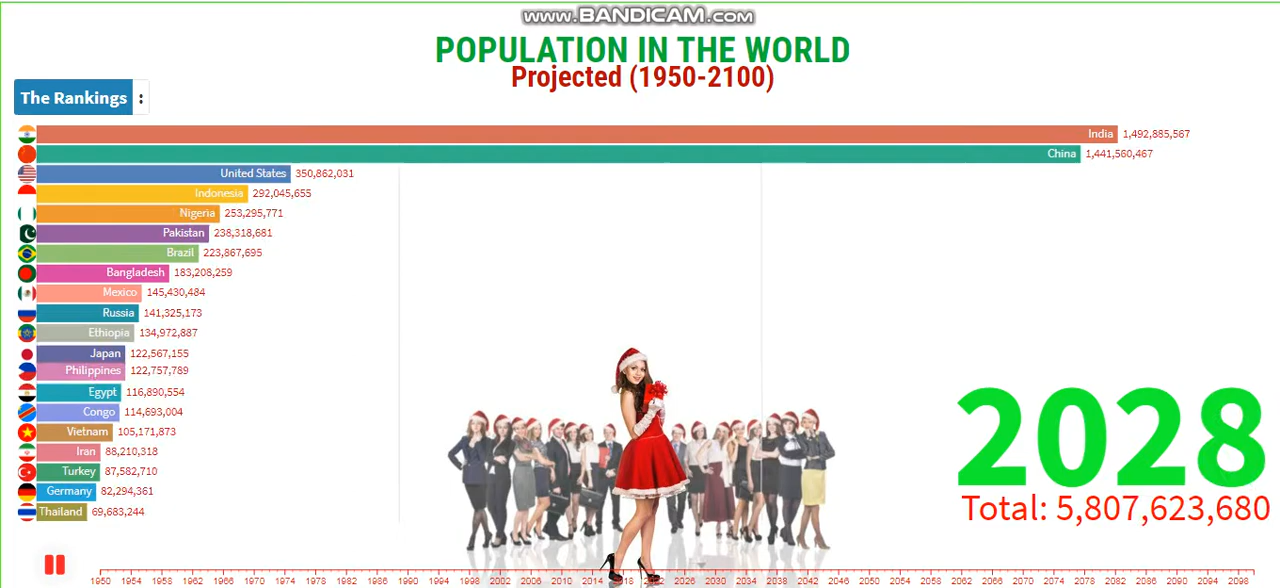 www.BANDICAM.com
POPULATION IN THE WORLD
Projected (1950-2100)
The Rankings :
India 1,492,885,567
China 1,441,560,467
United States 350,862,031
Indonesia 292,045,655
Nigeria 253,295,771
Pakistan 238,318,681
Brazil 223,867,695
Bangladesh 183,208,259
Mexico 145,430,484
Russia 141,325,173
Ethiopia 134,972,887
Japan 122,567,155
Philippines 122,757,789
Egypt 116,890,554
Congo 114,693,004
Vietnam 105,171,873
Iran 88,210,318
Turkey 87,582,710
Germany 82,294,361
Thailand 69,683,244
2028
Total: 5,807,623,680
1950 1954 1958 1962 1966 1970 1974 1978 1982 1986 1990 1994 1998 2002 2006 2010 2014 2018 2022 2026 2030 2034 2038 2042 2046 2050 2054 2058 2062 2066 2070 2074 2078 2082 2086 2090 2094 2098